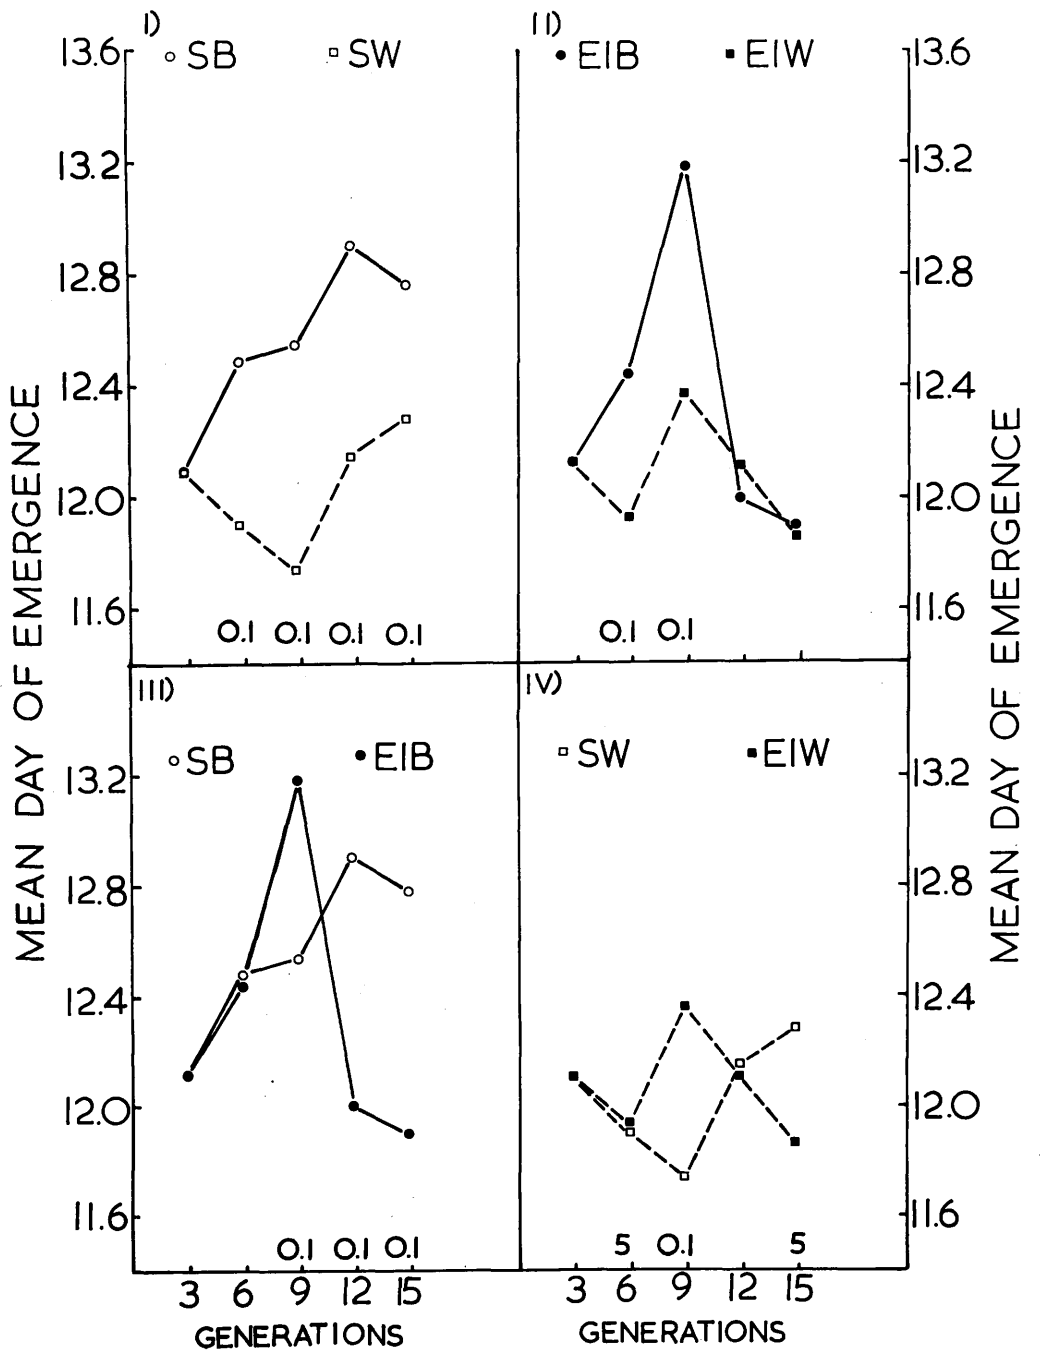 I)
SB SW
13.6
13.2
12.8
12.4
12.0
11.6
0.1 0.1 0.1 0.1
II)
EIB EIW
13.6
13.2
12.8
12.4
12.0
11.6
0.1 0.1
III)
SB EIB
13.2
12.8
12.4
12.0
11.6
0.1 0.1 0.1
3 6 9 12 15
GENERATIONS
IV)
SW EIW
13.2
12.8
12.4
12.0
11.6
5 0.1 5
3 6 9 12 15
GENERATIONS
MEAN DAY OF EMERGENCE
MEAN DAY OF EMERGENCE